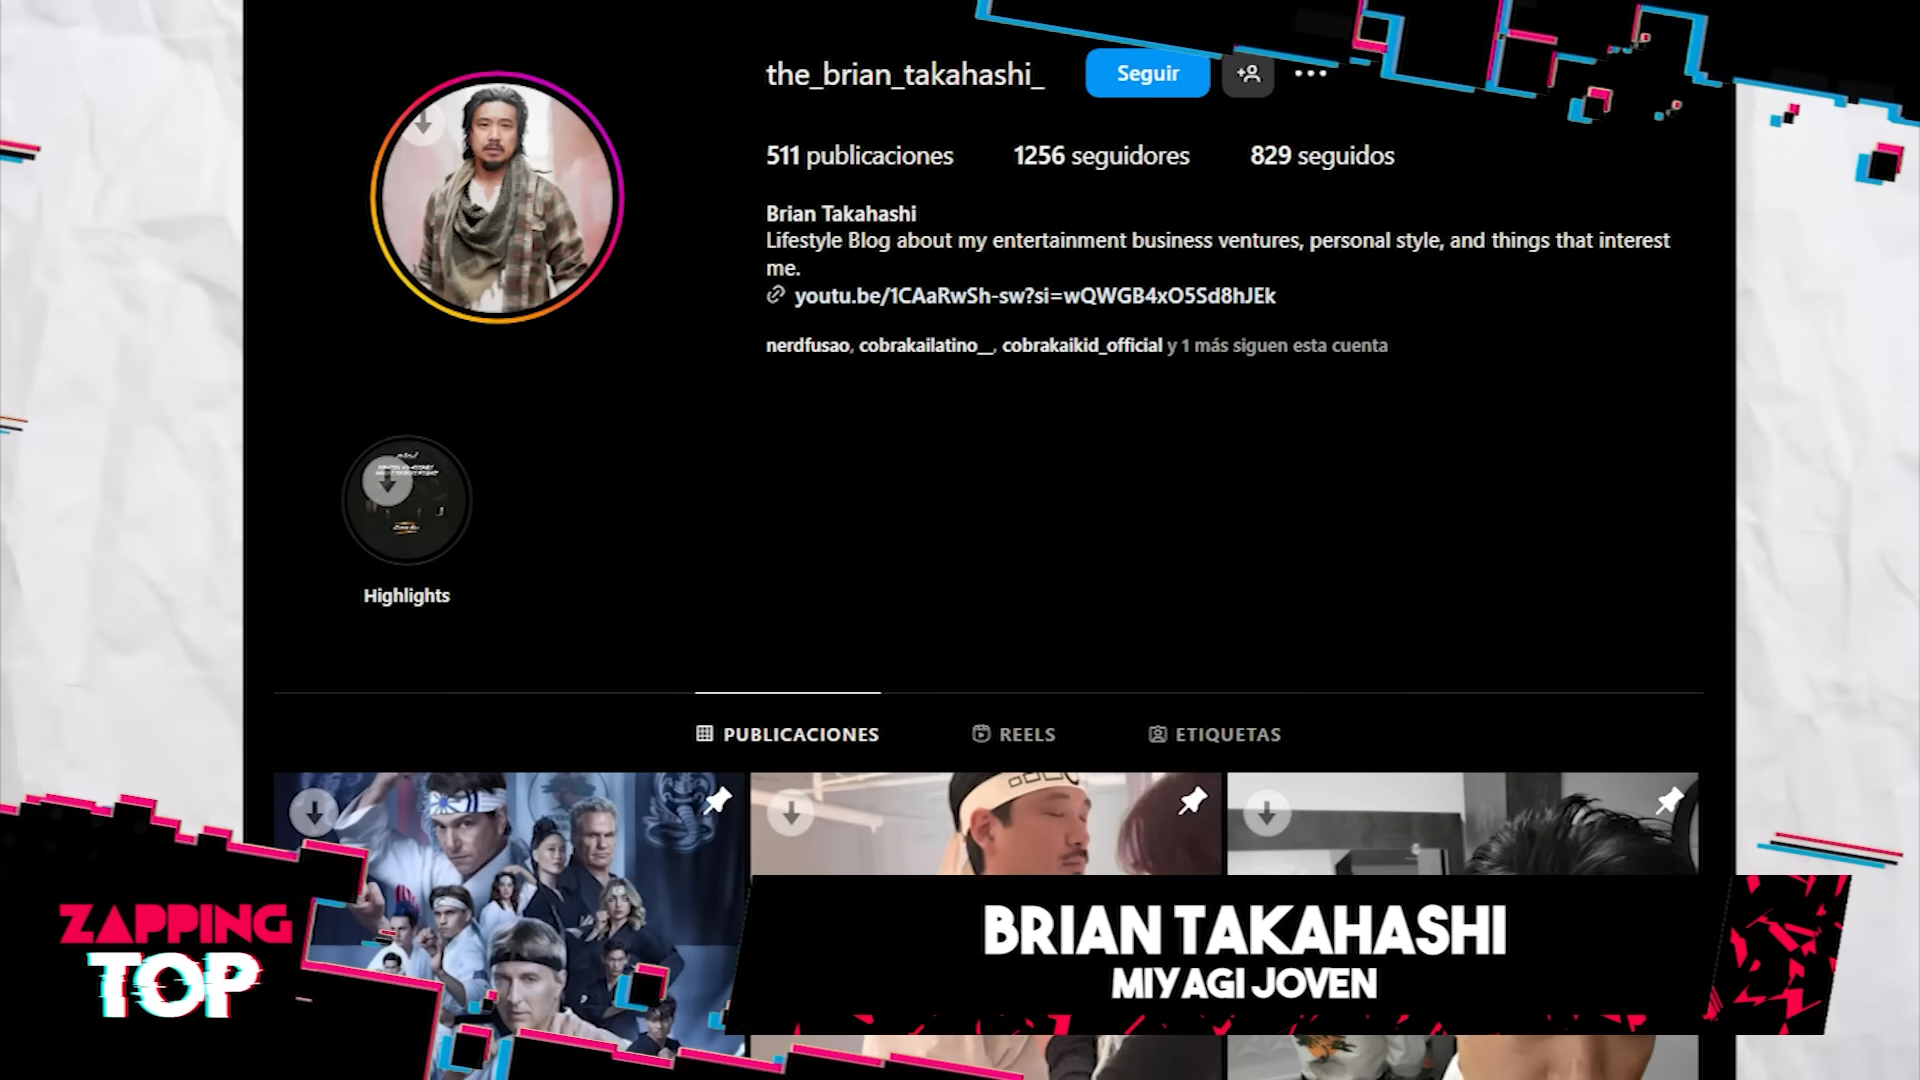 the_brian_takahashi_
Seguir
511 publicaciones
1256 seguidores
829 seguidos
Brian Takahashi
Lifestyle Blog about my entertainment business ventures, personal style, and things that interest
me.
youtu.be/1CAaRwSh-sw?si=wQWGB4xO5Sd8hJEk
nerdfusao, cobrakailatino__, cobrakaikid_official y 1 más siguen esta cuenta
Highlights
PUBLICACIONES
REELS
ETIQUETAS
ZAPPING
TOP
BRIAN TAKAHASHI
MIYAGI JOVEN